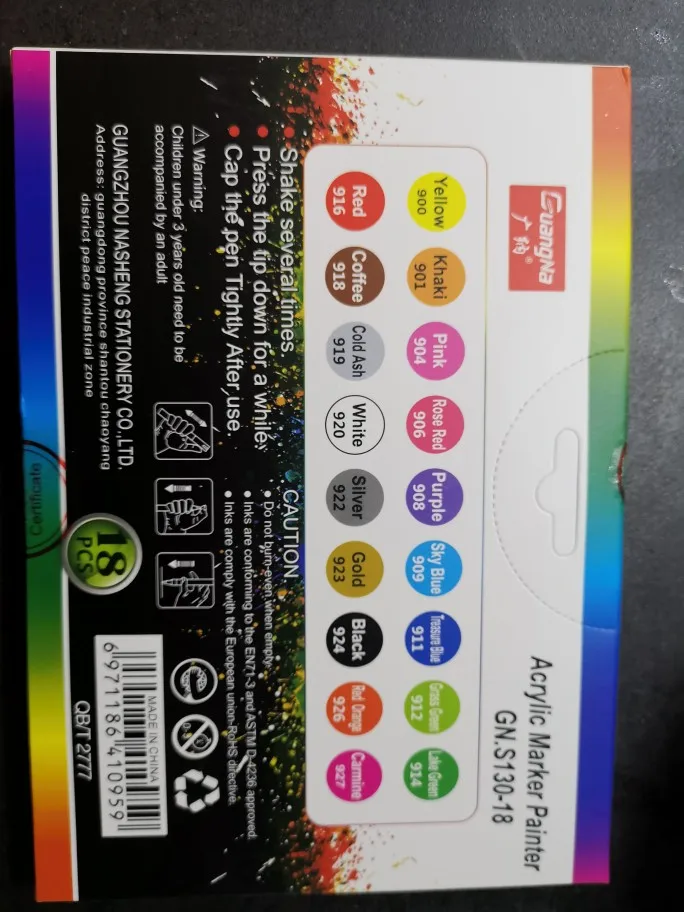 GuangNa
广纳®
Acrylic Marker Painter
GN.S130-18
Yellow
900
Khaki
901
Pink
904
Rose Red
906
Purple
908
Sky Blue
909
Treasure Blue
911
Grass Green
912
Lake Green
914
Red
916
Coffee
918
Cold Ash
919
White
920
Silver
922
Gold
923
Black
924
Red Orange
926
Carmine
927
• Shake several times.
• Press the tip down for a while
• Cap the pen Tightly After use.
CAUTION
• Do not burn even when empty.
• Inks are conforming to the EN71-3 and ASTM D-4236 approved.
• Inks are comply with the European union-RoHS directive.
⚠ Warning:
Children under 3 years old need to be
accompanied by an adult
GUANGZHOU NASHENG STATIONERY CO.,LTD.
Address: guangdong province shantou chaoyang
district peace industrial zone
18
PCS
MADE IN CHINA
6 971186 410959
QB/T 2777
Certificate